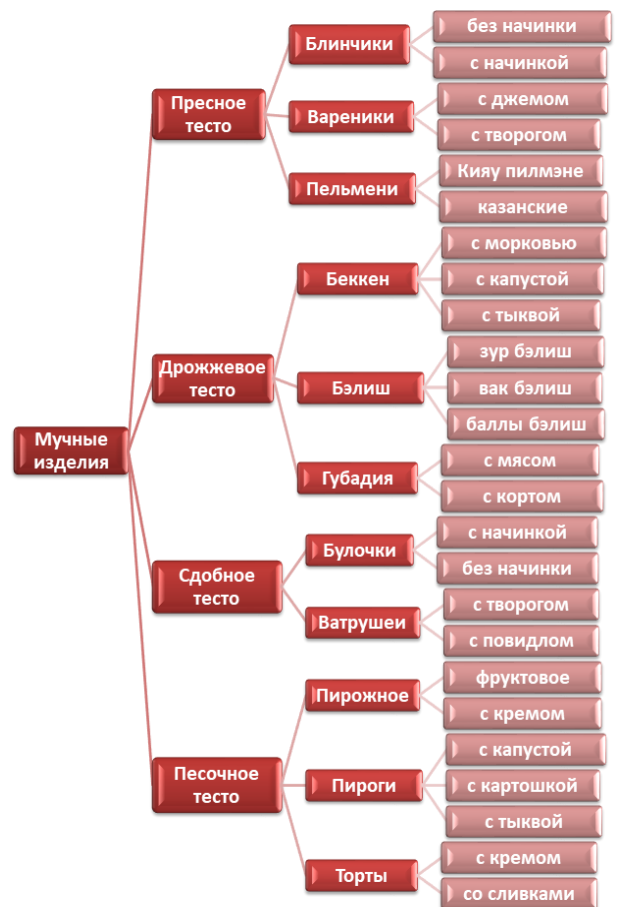 Мучные
изделия
Пресное
тесто
Блинчики
без начинки
с начинкой
Вареники
с джемом
с творогом
Пельмени
Кияу пилмэне
казанские
Дрожжевое
тесто
Беккен
с морковью
с капустой
с тыквой
Бэлиш
зур бэлиш
вак бэлиш
баллы бэлиш
Губадия
с мясом
с кортом
Сдобное
тесто
Булочки
с начинкой
без начинки
Ватрушеи
с творогом
с повидлом
Песочное
тесто
Пирожное
фруктовое
с кремом
Пироги
с капустой
с картошкой
с тыквой
Торты
с кремом
со сливками